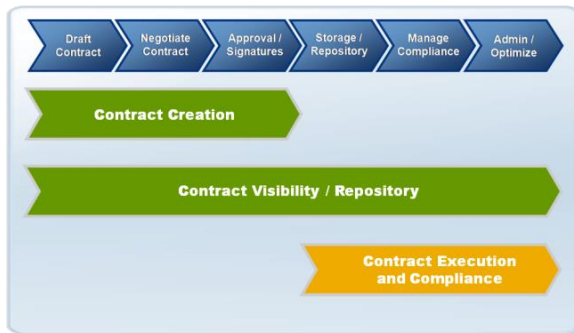 Draft
Contract
Negotiate
Contract
Approval /
Signatures
Storage /
Repository
Manage
Compliance
Admin /
Optimize
Contract Creation
Contract Visibility / Repository
Contract Execution
and Compliance